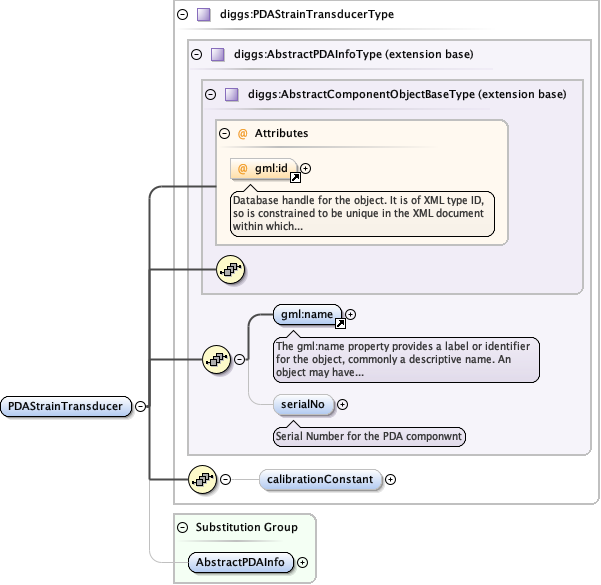 diggs:PDAStrainTransducerType
diggs:AbstractPDAInfoType (extension base)
diggs:AbstractComponentObjectBaseType (extension base)
@ Attributes
@ gml:id
Database handle for the object. It is of XML type ID,
so is constrained to be unique in the XML document
within which...
gml:name
The gml:name property provides a label or identifier
for the object, commonly a descriptive name. An
object may have...
PDAStrainTransducer
serialNo
Serial Number for the PDA componwnt
calibrationConstant
Substitution Group
AbstractPDAInfo